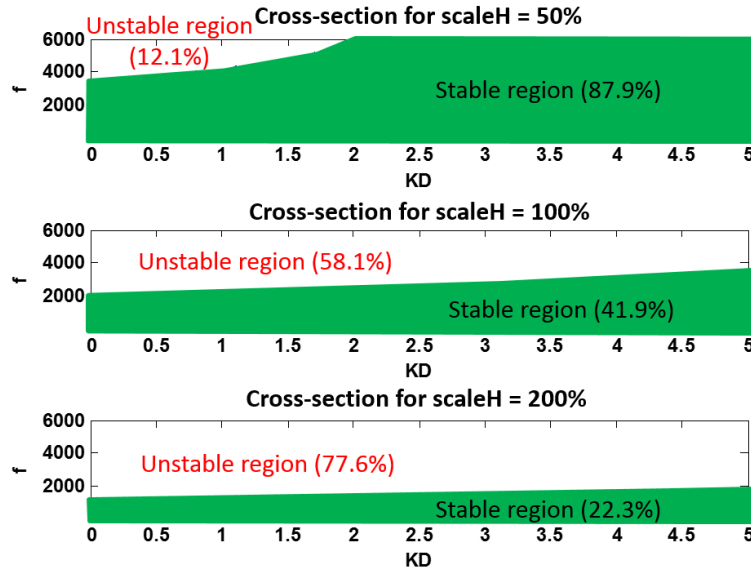 Cross-section for scaleH = 50%
Unstable region
(12.1%)
Stable region (87.9%)
6000
4000
2000
f
0 0.5 1 1.5 2 2.5 3 3.5 4 4.5 5
KD
Cross-section for scaleH = 100%
Unstable region (58.1%)
Stable region (41.9%)
6000
4000
2000
f
0 0.5 1 1.5 2 2.5 3 3.5 4 4.5 5
KD
Cross-section for scaleH = 200%
Unstable region (77.6%)
Stable region (22.3%)
6000
4000
2000
f
0 0.5 1 1.5 2 2.5 3 3.5 4 4.5 5
KD